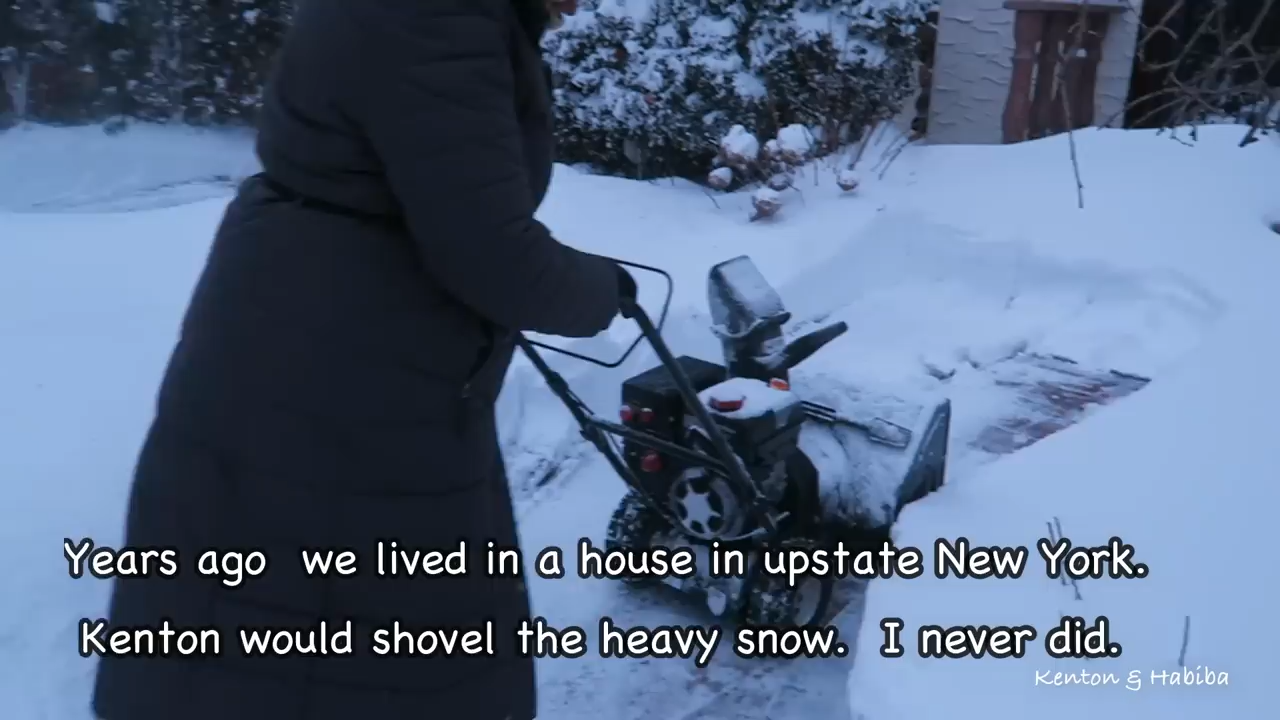 Years ago we lived in a house in upstate New York.
Kenton would shovel the heavy snow. I never did.
Kenton & Habiba